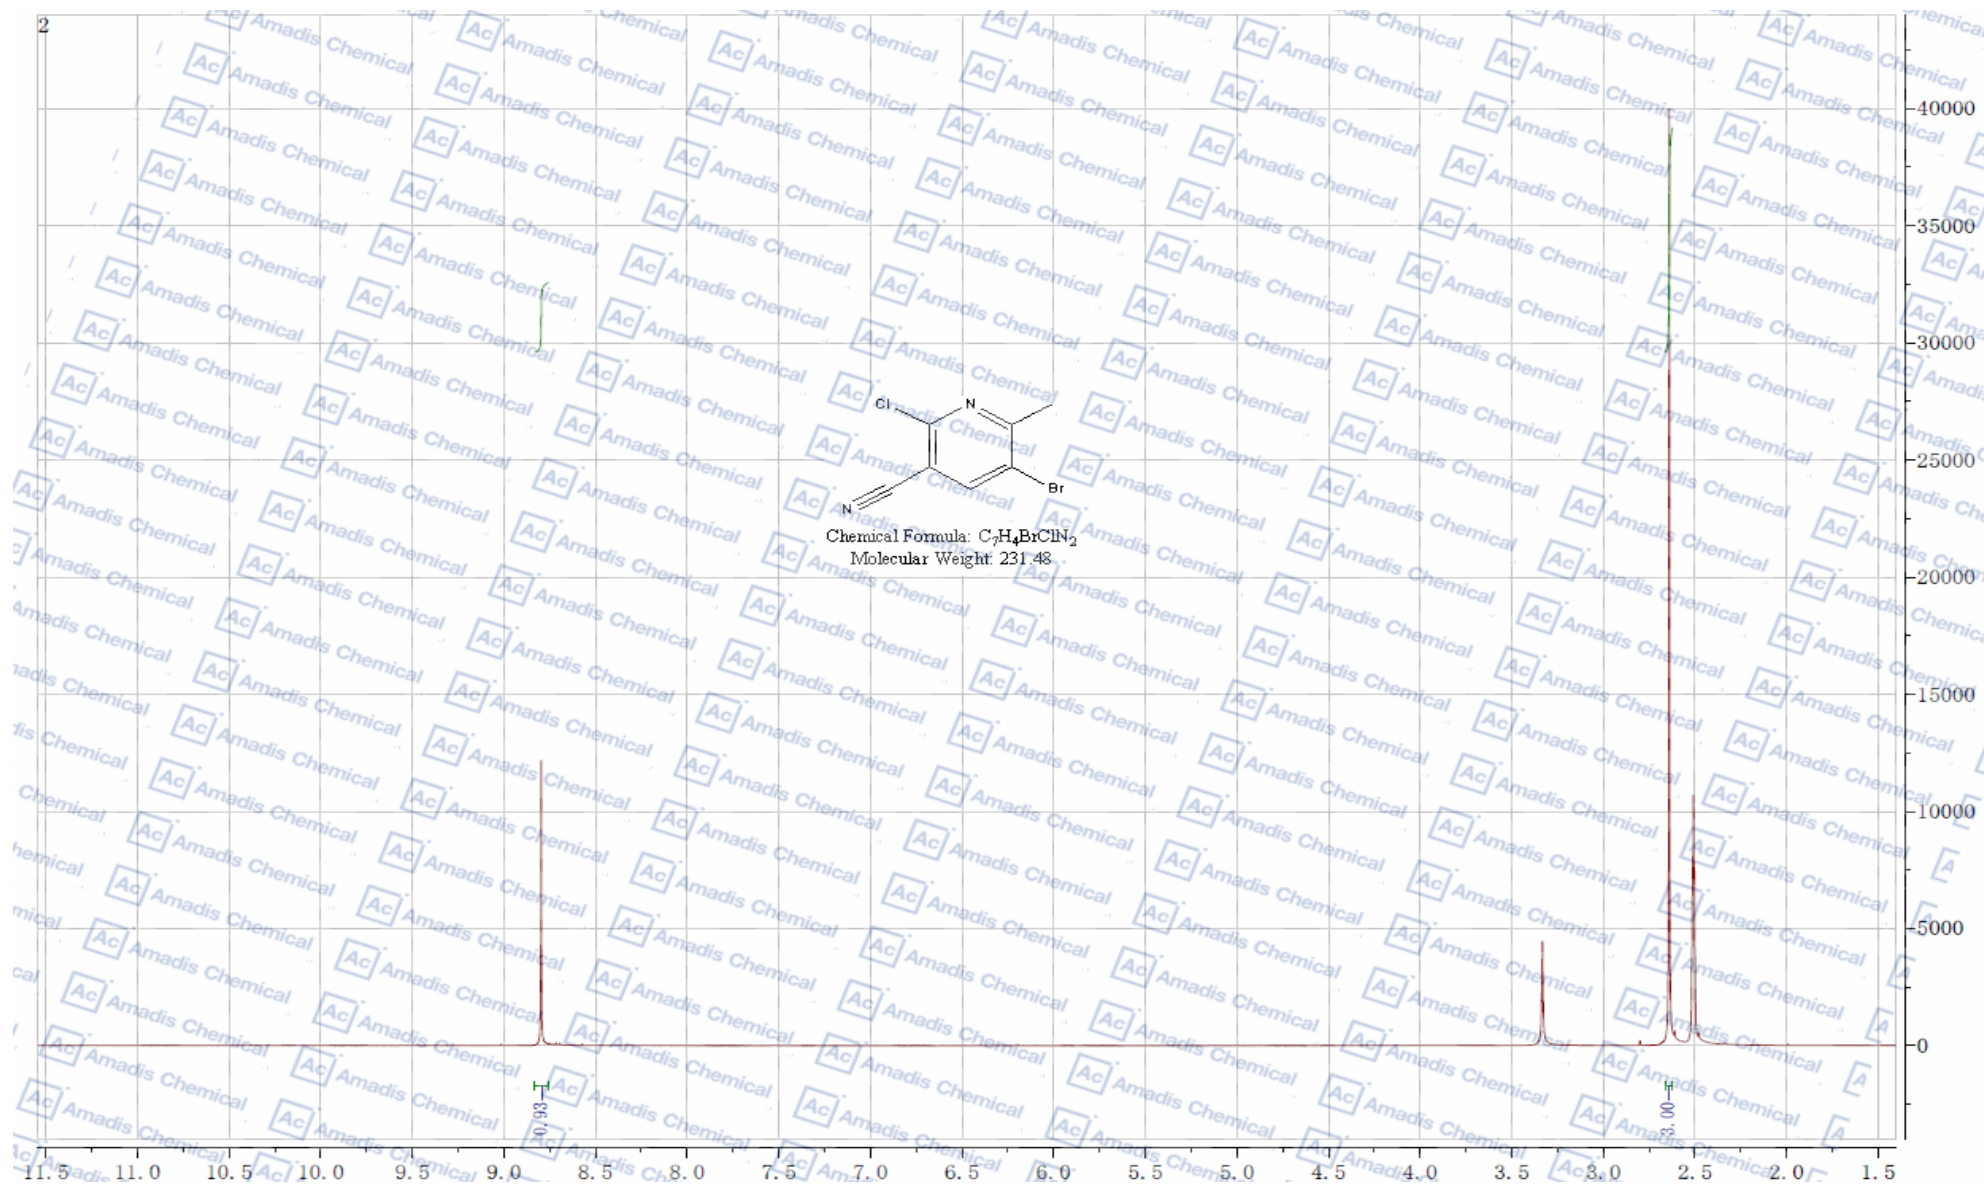 2
40000
35000
30000
25000
20000
15000
10000
5000
0
Cl
N
Br
N
Chemical Formula: C7H4BrClN2
Molecular Weight: 231.48
0.93
3.00
11.5 11.0 10.5 10.0 9.5 9.0 8.5 8.0 7.5 7.0 6.5 6.0 5.5 5.0 4.5 4.0 3.5 3.0 2.5 2.0 1.5
Ac Amadis Chemical